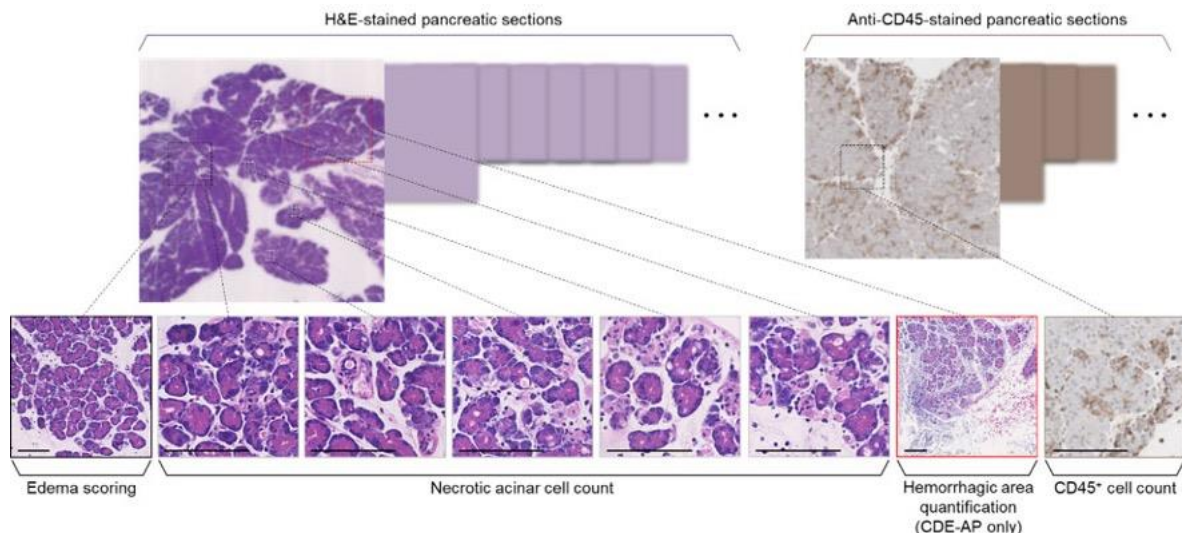 H&E-stained pancreatic sections
Anti-CD45-stained pancreatic sections
Edema scoring
Necrotic acinar cell count
Hemorrhagic area
quantification
(CDE-AP only)
CD45⁺ cell count